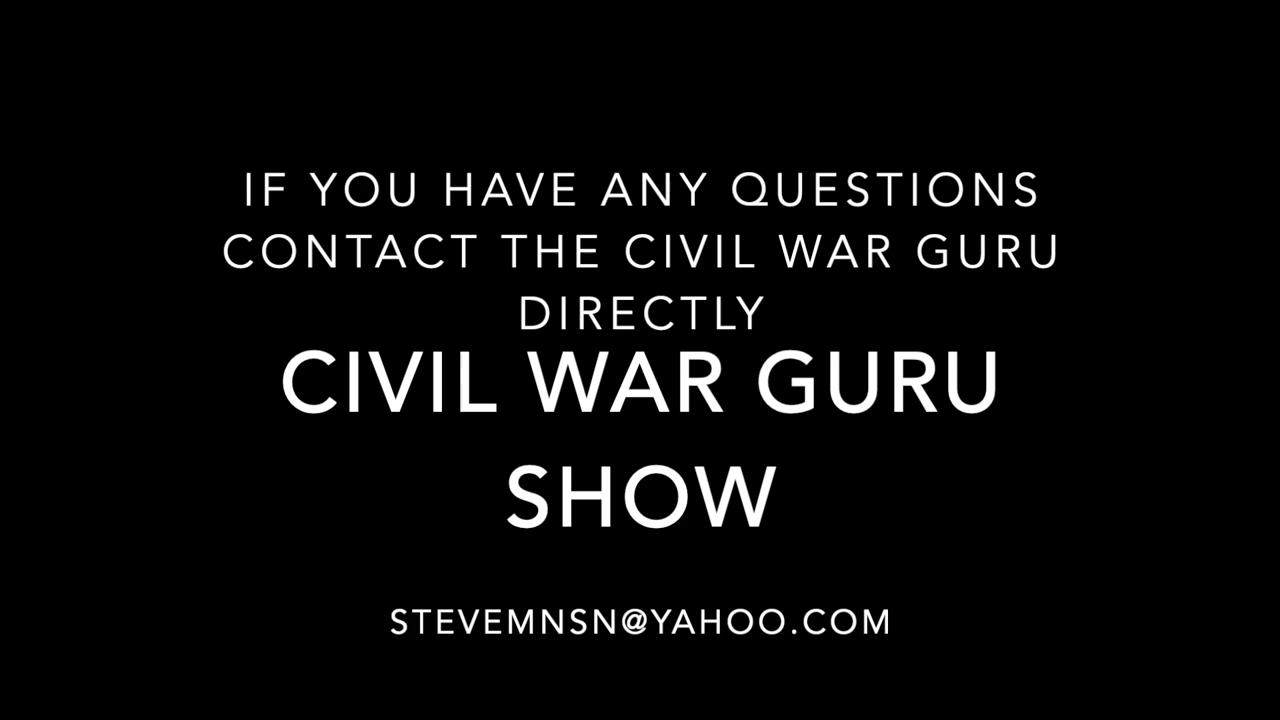 IF YOU HAVE ANY QUESTIONS
CONTACT THE CIVIL WAR GURU
DIRECTLY
CIVIL WAR GURU
SHOW
STEVEMNSN@YAHOO.COM